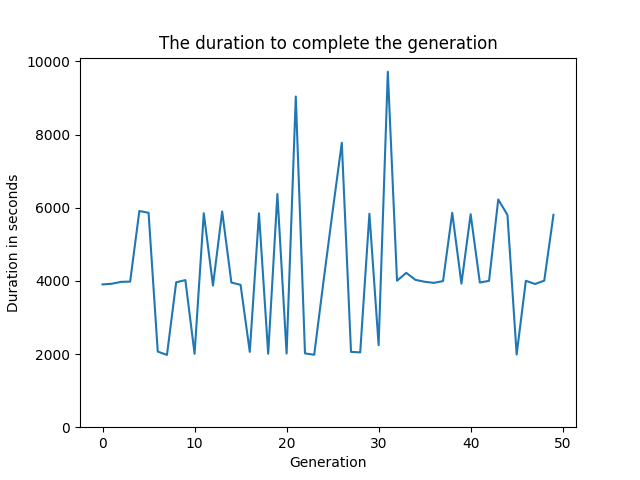 The duration to complete the generation
10000
8000
6000
4000
2000
0
Duration in seconds
0 10 20 30 40 50
Generation